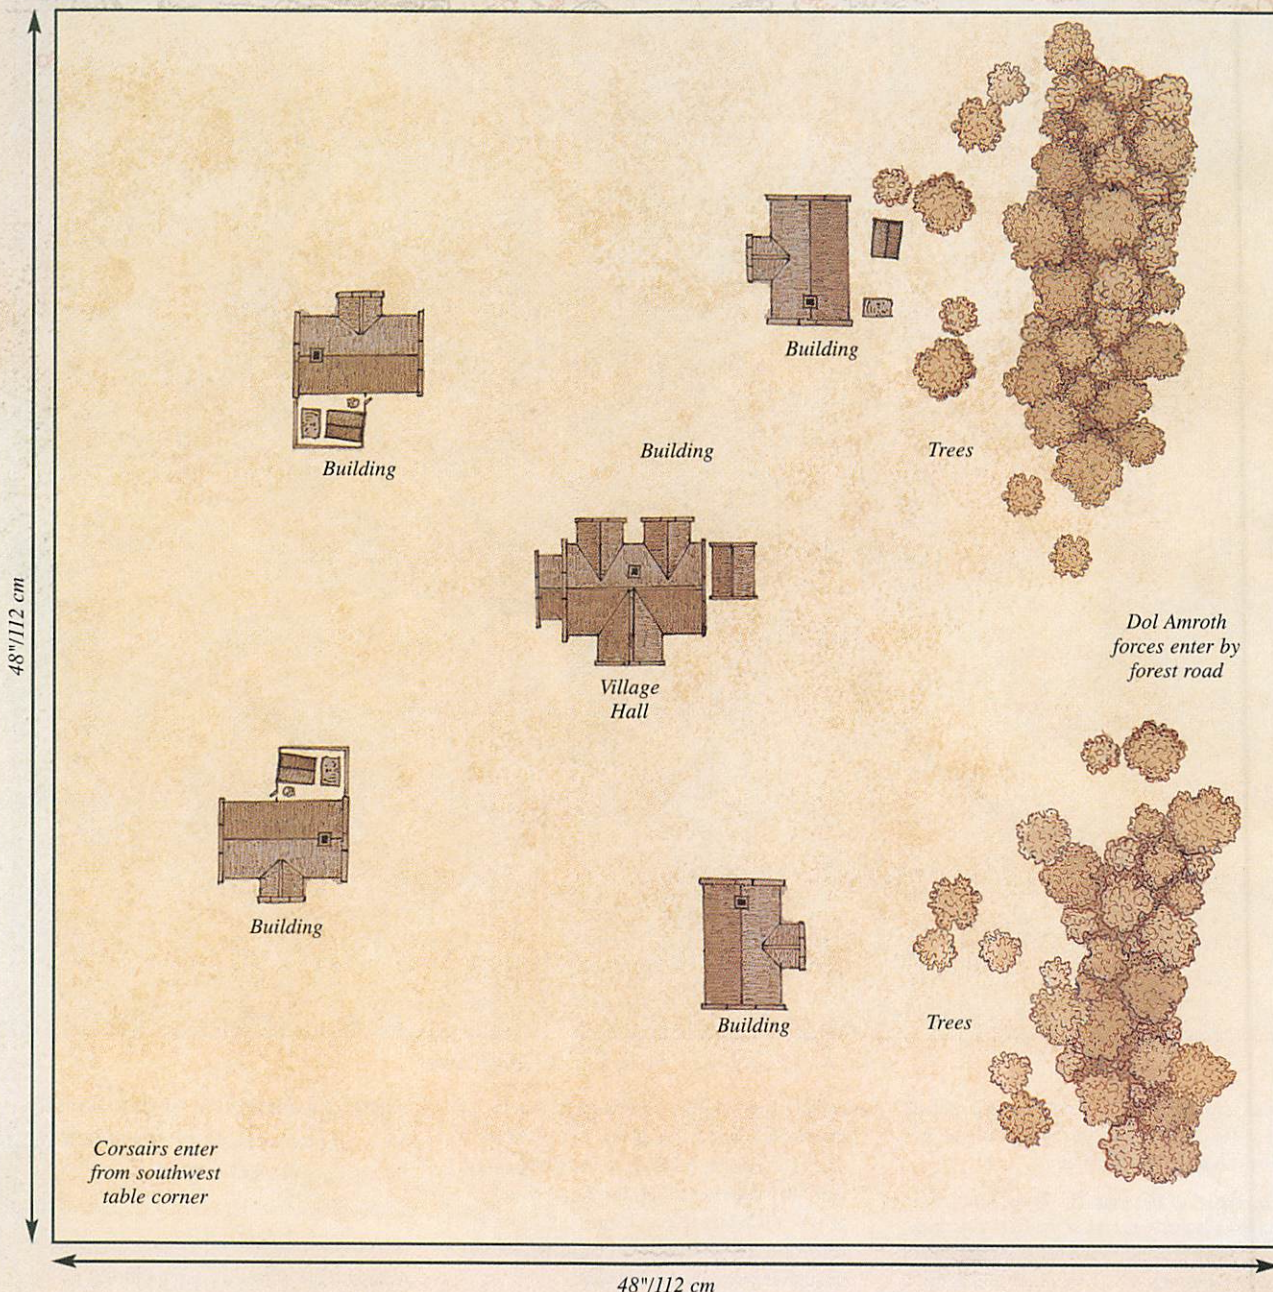 Building
Building
Building
Trees
48"/112 cm
Dol Amroth
forces enter by
forest road
Village
Hall
Building
Trees
Building
Corsairs enter
from southwest
table corner
48"/112 cm